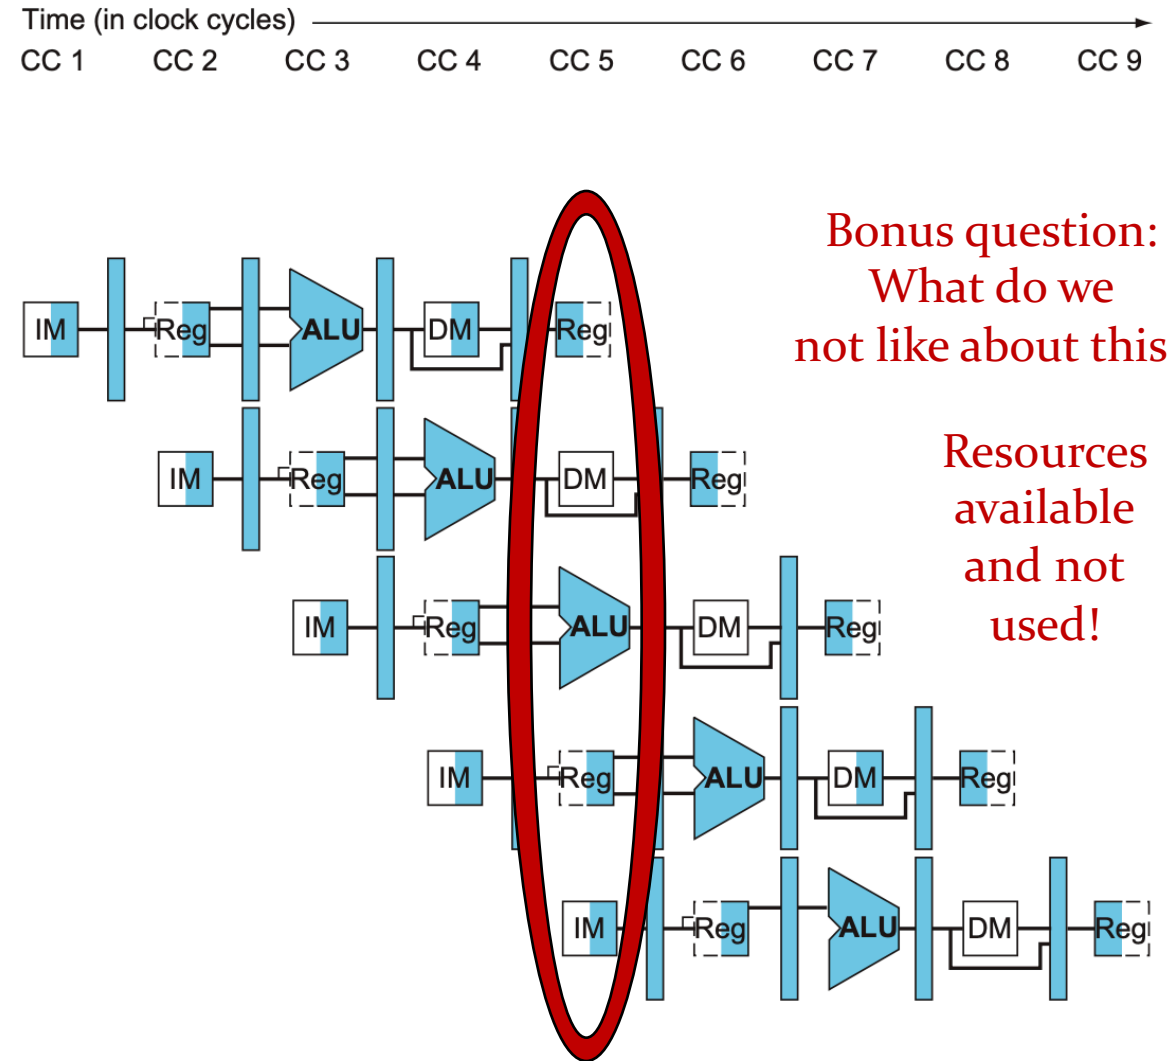 Time (in clock cycles)
CC 1 CC 2 CC 3 CC 4 CC 5 CC 6 CC 7 CC 8 CC 9
Bonus question:
What do we
not like about this
IM Reg ALU DM Reg
Resources
available
and not
used!
IM Reg ALU DM Reg
IM Reg ALU DM Reg
IM Reg ALU DM Reg
IM Reg ALU DM Reg